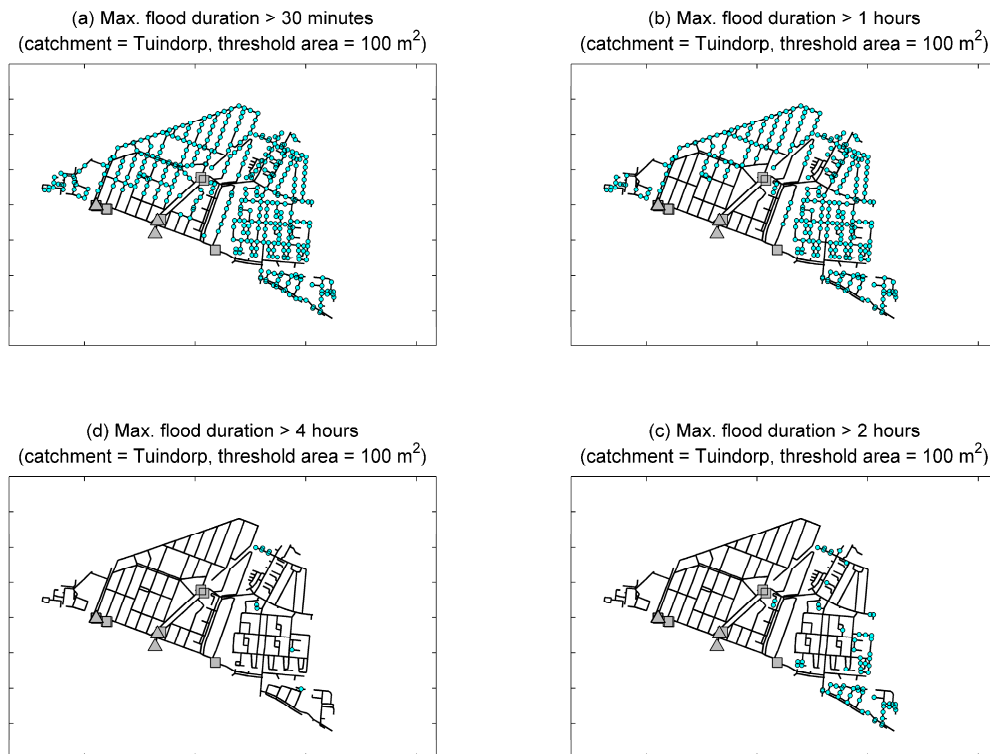 (a) Max. flood duration > 30 minutes
(catchment = Tuindorp, threshold area = 100 m²)
(b) Max. flood duration > 1 hours
(catchment = Tuindorp, threshold area = 100 m²)
(d) Max. flood duration > 4 hours
(catchment = Tuindorp, threshold area = 100 m²)
(c) Max. flood duration > 2 hours
(catchment = Tuindorp, threshold area = 100 m²)